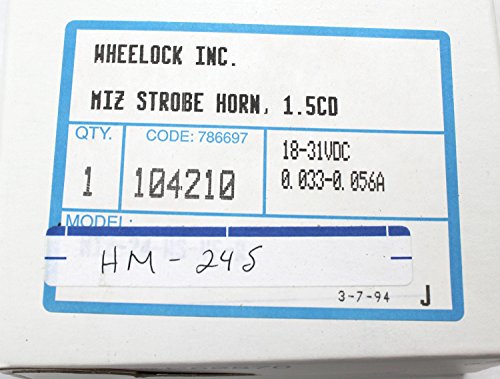 WHEELOCK INC.
MIZ STROBE HORN, 1.5CD
QTY. CODE: 786697 18-31VDC
1 104210 0.033-0.056A
MODEL:
HM - 24S
3-7-94 J